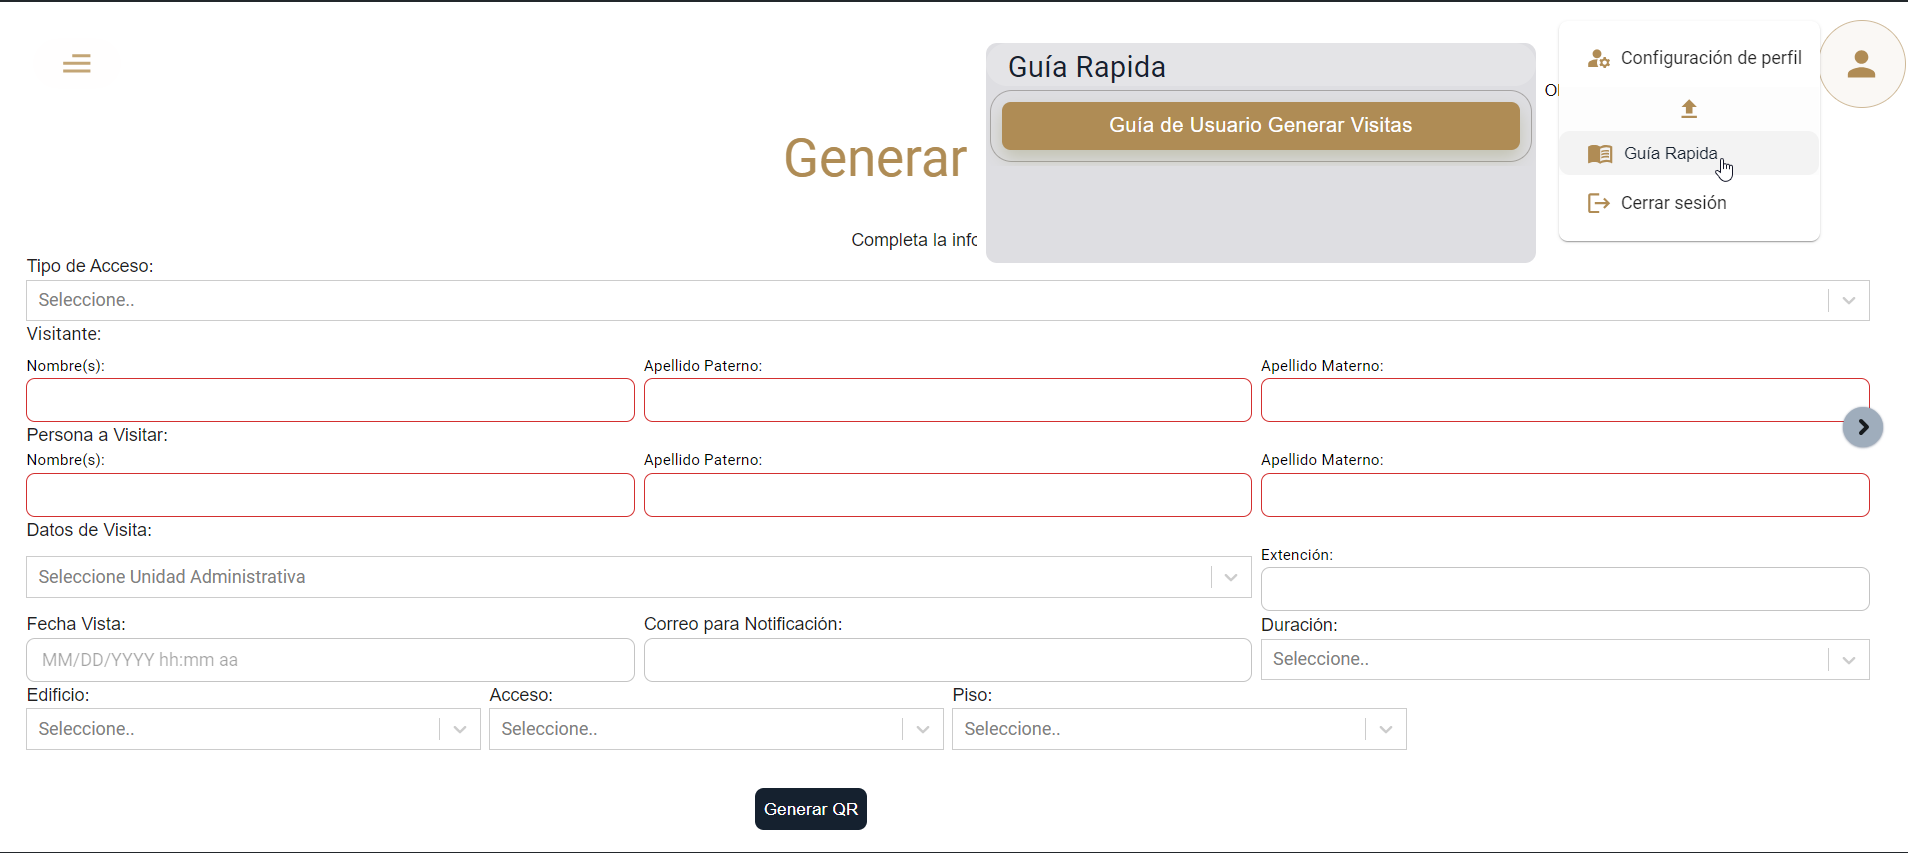 Configuración de perfil
Guía Rapida
Cerrar sesión
Guía Rapida
Guía de Usuario Generar Visitas
Generar
Completa la
Tipo de Acceso:
Seleccione..
Visitante:
Nombre(s): Apellido Paterno: Apellido Materno:
Persona a Visitar:
Nombre(s): Apellido Paterno: Apellido Materno:
Datos de Visita:
Seleccione Unidad Administrativa
Extención:
Fecha Vista: Correo para Notificación: Duración:
MM/DD/YYYY hh:mm aa Seleccione..
Edificio: Acceso: Piso:
Seleccione.. Seleccione.. Seleccione..
Generar QR